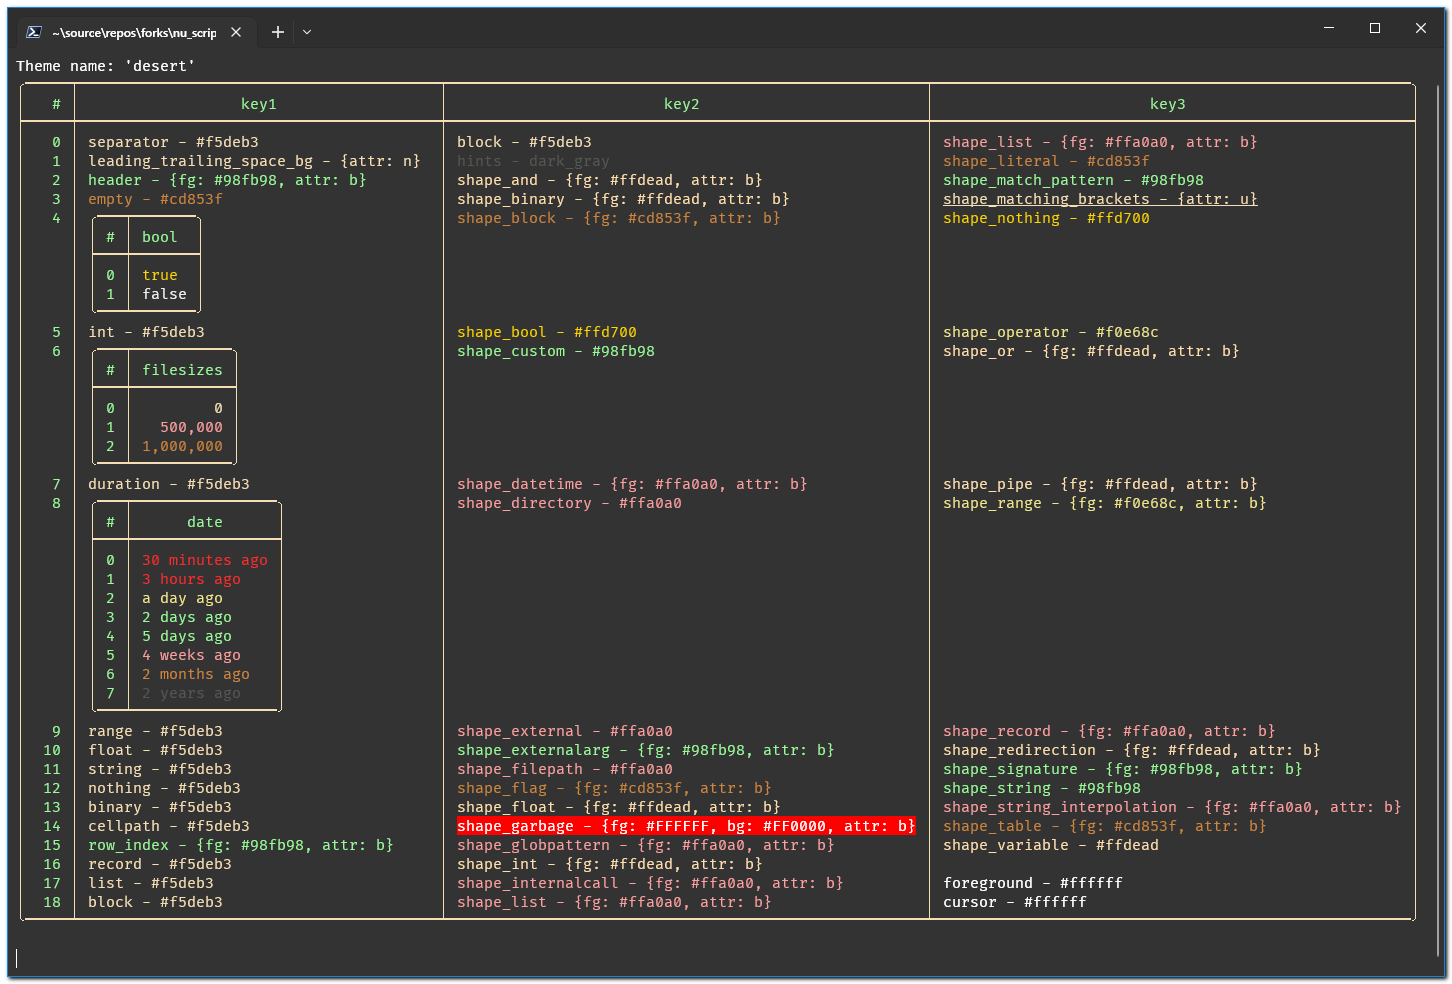 ~\source\repos\forks\nu_scrip
Theme name: 'desert'
# key1 key2 key3
0 separator - #f5deb3 block - #f5deb3 shape_list - {fg: #ffa0a0, attr: b}
1 leading_trailing_space_bg - {attr: n} hints - dark_gray shape_literal - #cd853f
2 header - {fg: #98fb98, attr: b} shape_and - {fg: #ffdead, attr: b} shape_match_pattern - #98fb98
3 empty - #cd853f shape_binary - {fg: #ffdead, attr: b} shape_matching_brackets - {attr: u}
4 shape_block - {fg: #cd853f, attr: b} shape_nothing - #ffd700
# bool
0 true
1 false
5 int - #f5deb3 shape_bool - #ffd700 shape_operator - #f0e68c
6 shape_custom - #98fb98 shape_or - {fg: #ffdead, attr: b}
# filesizes
0 0
1 500,000
2 1,000,000
7 duration - #f5deb3 shape_datetime - {fg: #ffa0a0, attr: b} shape_pipe - {fg: #ffdead, attr: b}
8 shape_directory - #ffa0a0 shape_range - {fg: #f0e68c, attr: b}
# date
0 30 minutes ago
1 3 hours ago
2 a day ago
3 2 days ago
4 5 days ago
5 4 weeks ago
6 2 months ago
7 2 years ago
9 range - #f5deb3 shape_external - #ffa0a0 shape_record - {fg: #ffa0a0, attr: b}
10 float - #f5deb3 shape_externalarg - {fg: #98fb98, attr: b} shape_redirection - {fg: #ffdead, attr: b}
11 string - #f5deb3 shape_filepath - #ffa0a0 shape_signature - {fg: #98fb98, attr: b}
12 nothing - #f5deb3 shape_flag - {fg: #cd853f, attr: b} shape_string - #98fb98
13 binary - #f5deb3 shape_float - {fg: #ffdead, attr: b} shape_string_interpolation - {fg: #ffa0a0, attr: b}
14 cellpath - #f5deb3 shape_garbage - {fg: #FFFFFF, bg: #FF0000, attr: b} shape_table - {fg: #cd853f, attr: b}
15 row_index - {fg: #98fb98, attr: b} shape_globpattern - {fg: #ffa0a0, attr: b} shape_variable - #ffdead
16 record - #f5deb3 shape_int - {fg: #ffdead, attr: b}
17 list - #f5deb3 shape_internalcall - {fg: #ffa0a0, attr: b} foreground - #ffffff
18 block - #f5deb3 shape_list - {fg: #ffa0a0, attr: b} cursor - #ffffff